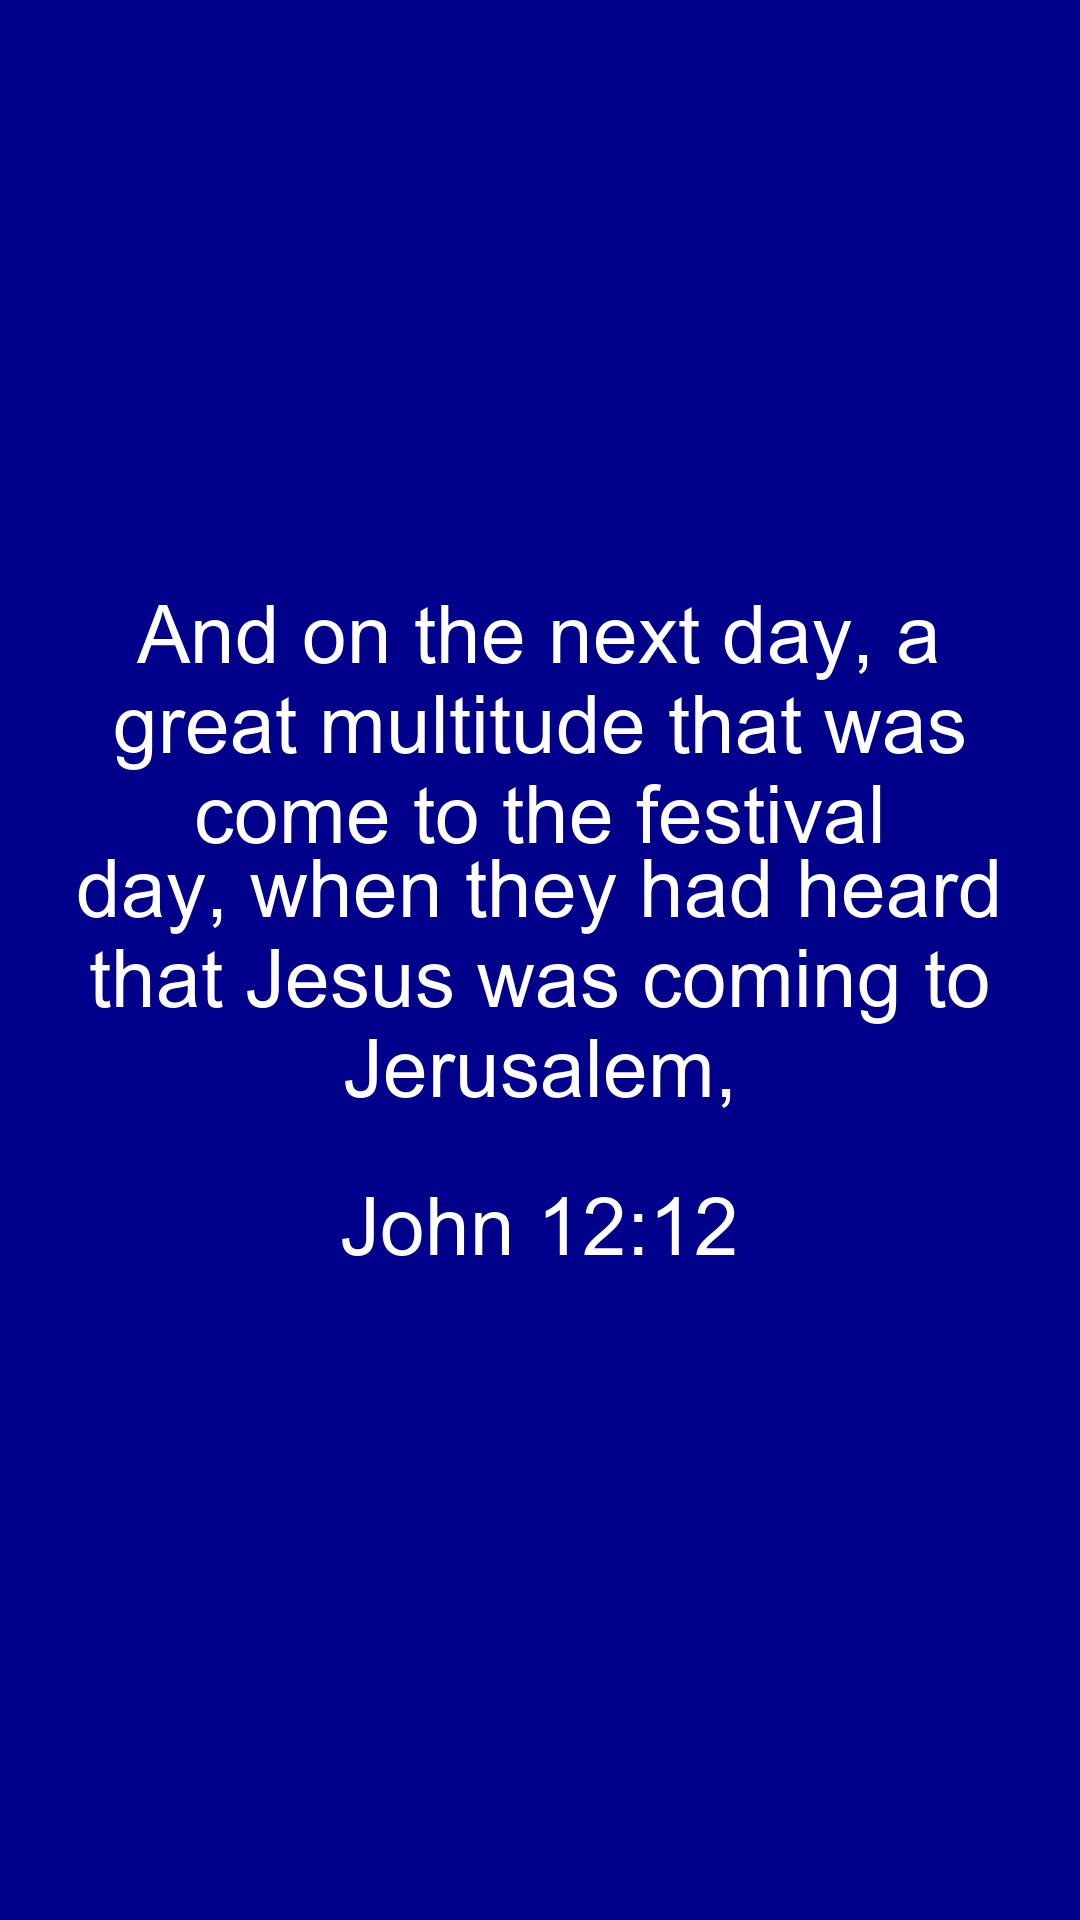 And on the next day, a
great multitude that was
come to the festival
day, when they had heard
that Jesus was coming to
Jerusalem,
John 12:12